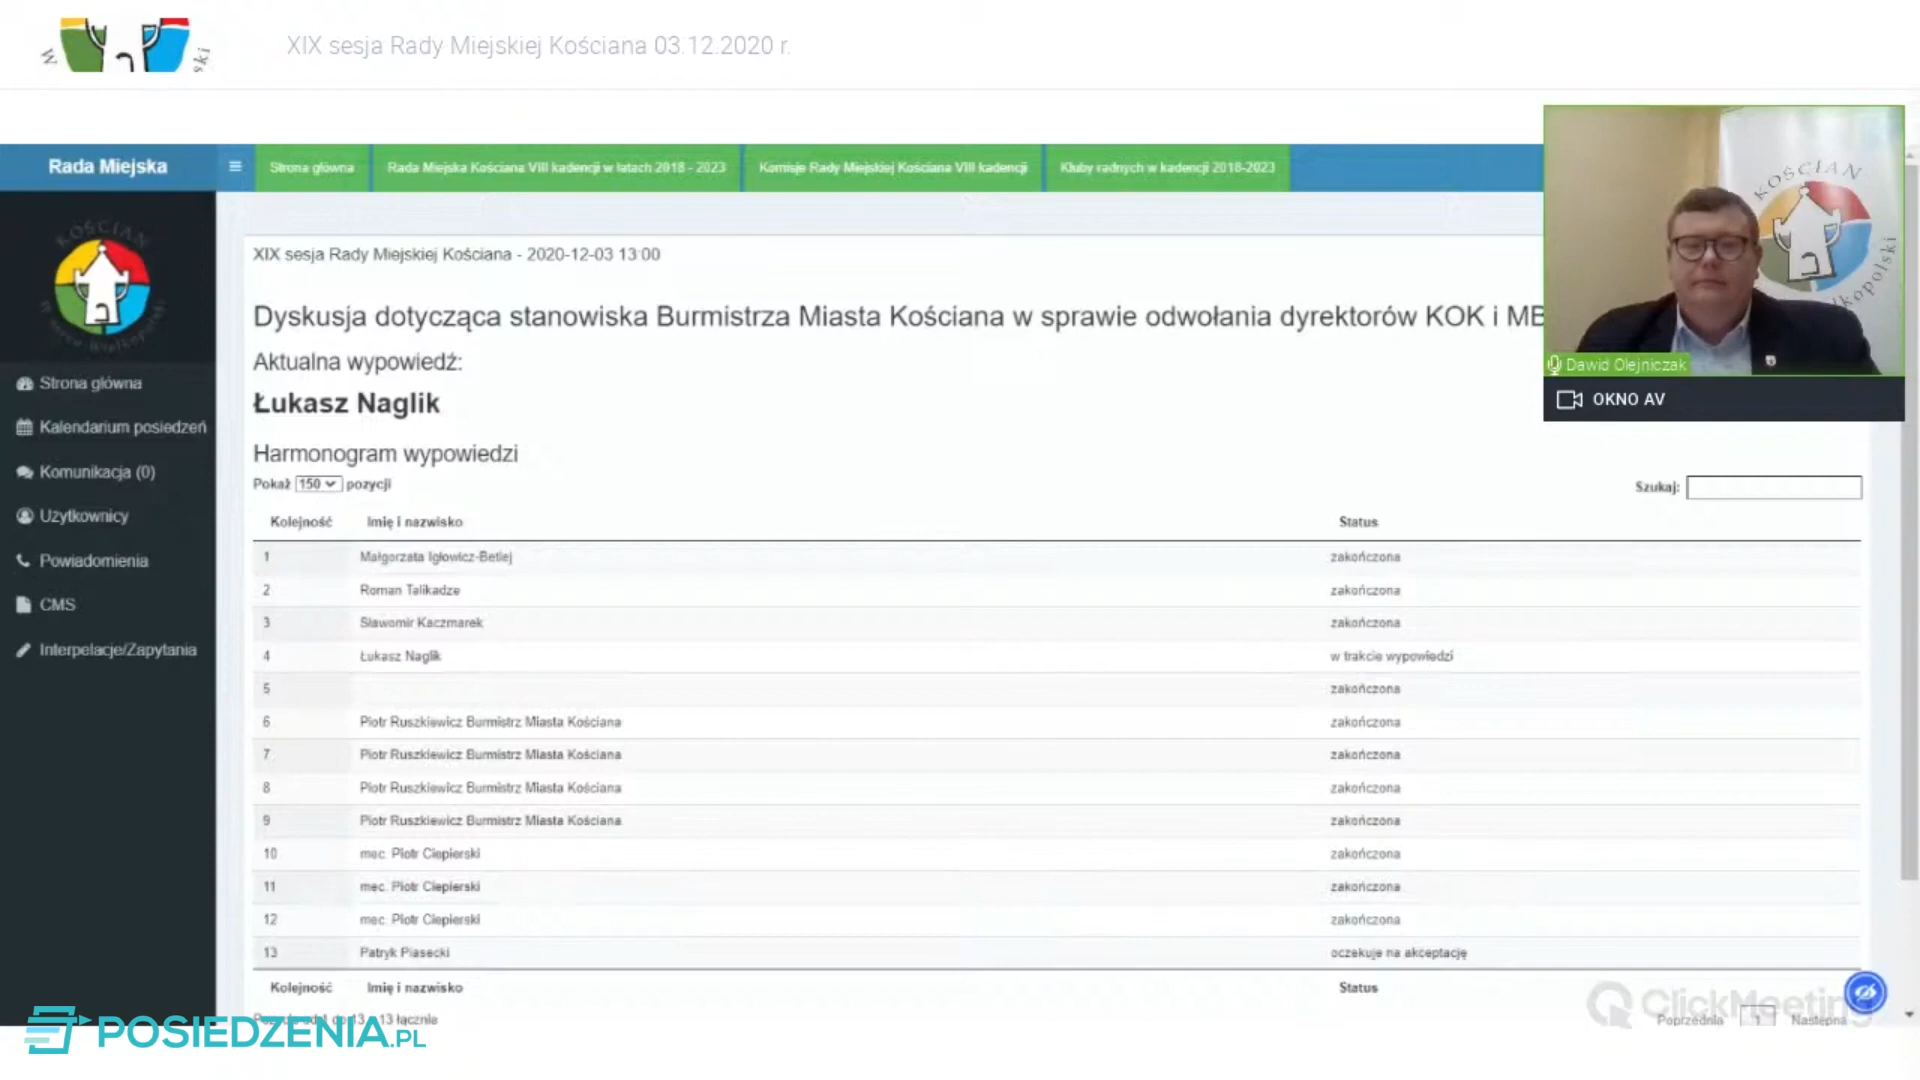 XIX sesja Rady Miejskiej Kościana 03.12.2020 r.
Rada Miejska
Strona główna
Rada Miejska Kościana VIII kadencji w latach 2018 - 2023
Komisje Rady Miejskiej Kościana VIII kadencji
Kluby radnych w kadencji 2018-2023
KOŚCIAN
Strona główna
Kalendarium posiedzeń
Komunikacja (0)
Użytkownicy
Powiadomienia
CMS
Interpelacje/Zapytania
XIX sesja Rady Miejskiej Kościana - 2020-12-03 13:00
Dyskusja dotycząca stanowiska Burmistrza Miasta Kościana w sprawie odwołania dyrektorów KOK i MB
Aktualna wypowiedź:
Łukasz Naglik
Harmonogram wypowiedzi
Pokaż 150 pozycji
Szukaj:
Kolejność Imię i nazwisko Status
1 Małgorzata Igłowicz-Betlej zakończona
2 Roman Talikadze zakończona
3 Sławomir Kaczmarek zakończona
4 Łukasz Naglik w trakcie wypowiedzi
5 zakończona
6 Piotr Ruszkiewicz Burmistrz Miasta Kościana zakończona
7 Piotr Ruszkiewicz Burmistrz Miasta Kościana zakończona
8 Piotr Ruszkiewicz Burmistrz Miasta Kościana zakończona
9 Piotr Ruszkiewicz Burmistrz Miasta Kościana zakończona
10 mec. Piotr Ciepierski zakończona
11 mec. Piotr Ciepierski zakończona
12 mec. Piotr Ciepierski zakończona
13 Patryk Piasecki oczekuje na akceptację
Kolejność Imię i nazwisko Status
13 łącznie
Poprzednia 1 Następna
KOŚCIAN
Dawid Olejniczak
OKNO AV
ClickMeeting
POSIEDZENIA.PL